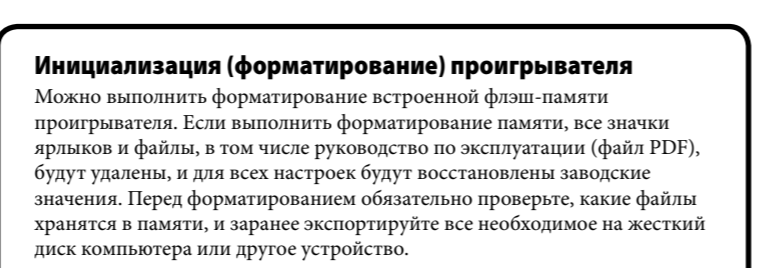 Инициализация (форматирование) проигрывателя
Можно выполнить форматирование встроенной флэш-памяти
проигрывателя. Если выполнить форматирование памяти, все значки
ярлыков и файлы, в том числе руководство по эксплуатации (файл PDF),
будут удалены, и для всех настроек будут восстановлены заводские
значения. Перед форматированием обязательно проверьте, какие файлы
хранятся в памяти, и заранее экспортируйте все необходимое на жесткий
диск компьютера или другое устройство.